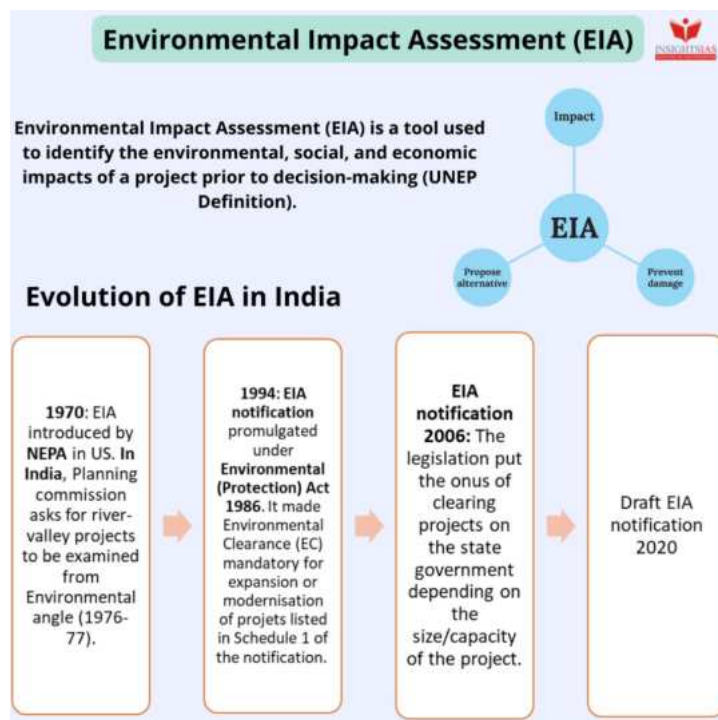 Environmental Impact Assessment (EIA)
INSIGHTSIAS
Environmental Impact Assessment (EIA) is a tool used
to identify the environmental, social, and economic
impacts of a project prior to decision-making (UNEP
Definition).
Impact
EIA
Propose
alternative
Prevent
damage
Evolution of EIA in India
1970: EIA
introduced by
NEPA in US. In
India, Planning
commission
asks for river-
valley projects
to be examined
from
Environmental
angle (1976-
77).
1994: EIA
notification
promulgated
under
Environmental
(Protection) Act
1986. It made
Environmental
Clearance (EC)
mandatory for
expansion or
modernisation
of projets listed
in Schedule 1 of
the notification.
EIA
notification
2006: The
legislation put
the onus of
clearing
projects on
the state
government
depending on
the
size/capacity
of the project.
Draft EIA
notification
2020